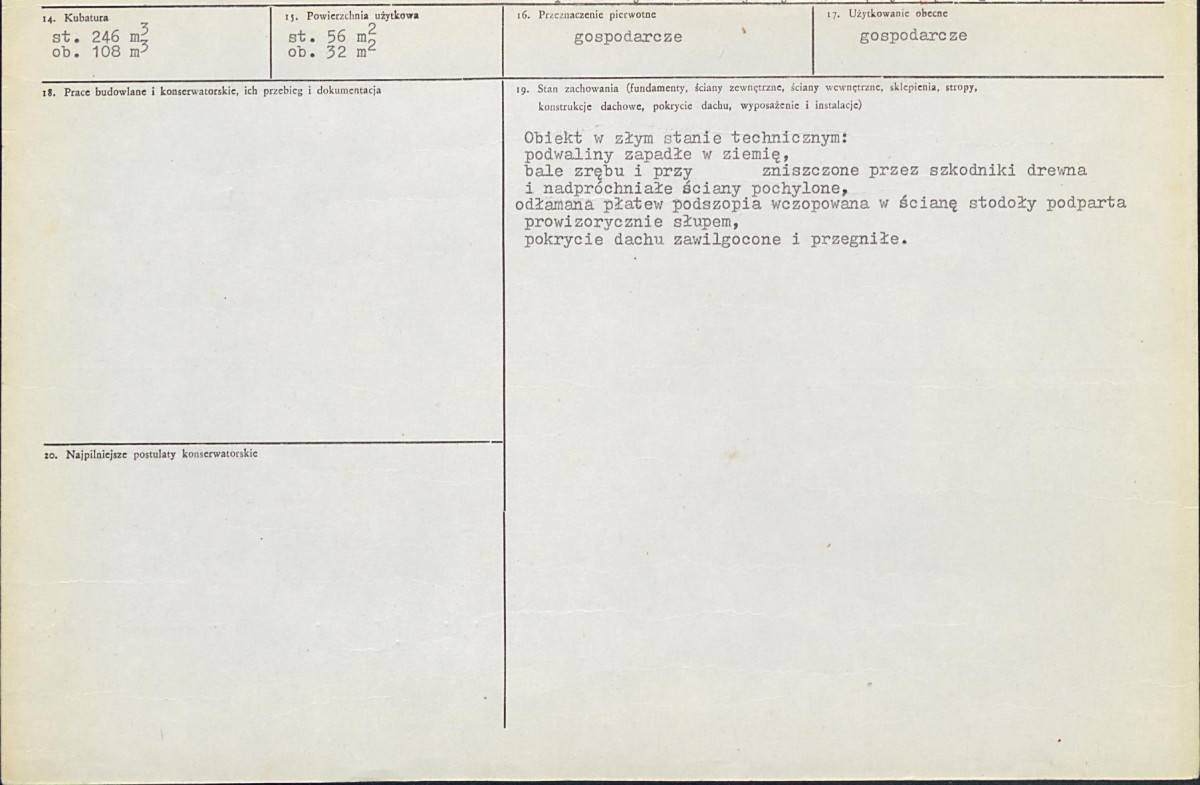 14. Kubatura
st. 246 m3
ob. 108 m3
15. Powierzchnia użytkowa
st. 56 m2
ob. 32 m2
16. Przeznaczenie pierwotne
gospodarcze
17. Użytkowanie obecne
gospodarcze
18. Prace budowlane i konserwatorskie, ich przebieg i dokumentacja
19. Stan zachowania (fundamenty, ściany zewnętrzne, ściany wewnętrzne, sklepienia, stropy,
konstrukcje dachowe, pokrycie dachu, wyposażenie i instalacje)
Obiekt w złym stanie technicznym:
podwaliny zapadłe w ziemię,
bale zrębu i przy zniszczone przez szkodniki drewna
i nadpróchniałe ściany pochylone,
odłamana płatew podszopia wczopowana w ścianę stodoły podparta
prowizorycznie słupem,
pokrycie dachu zawilgocone i przegniłe.
20. Najpilniejsze postulaty konserwatorskie